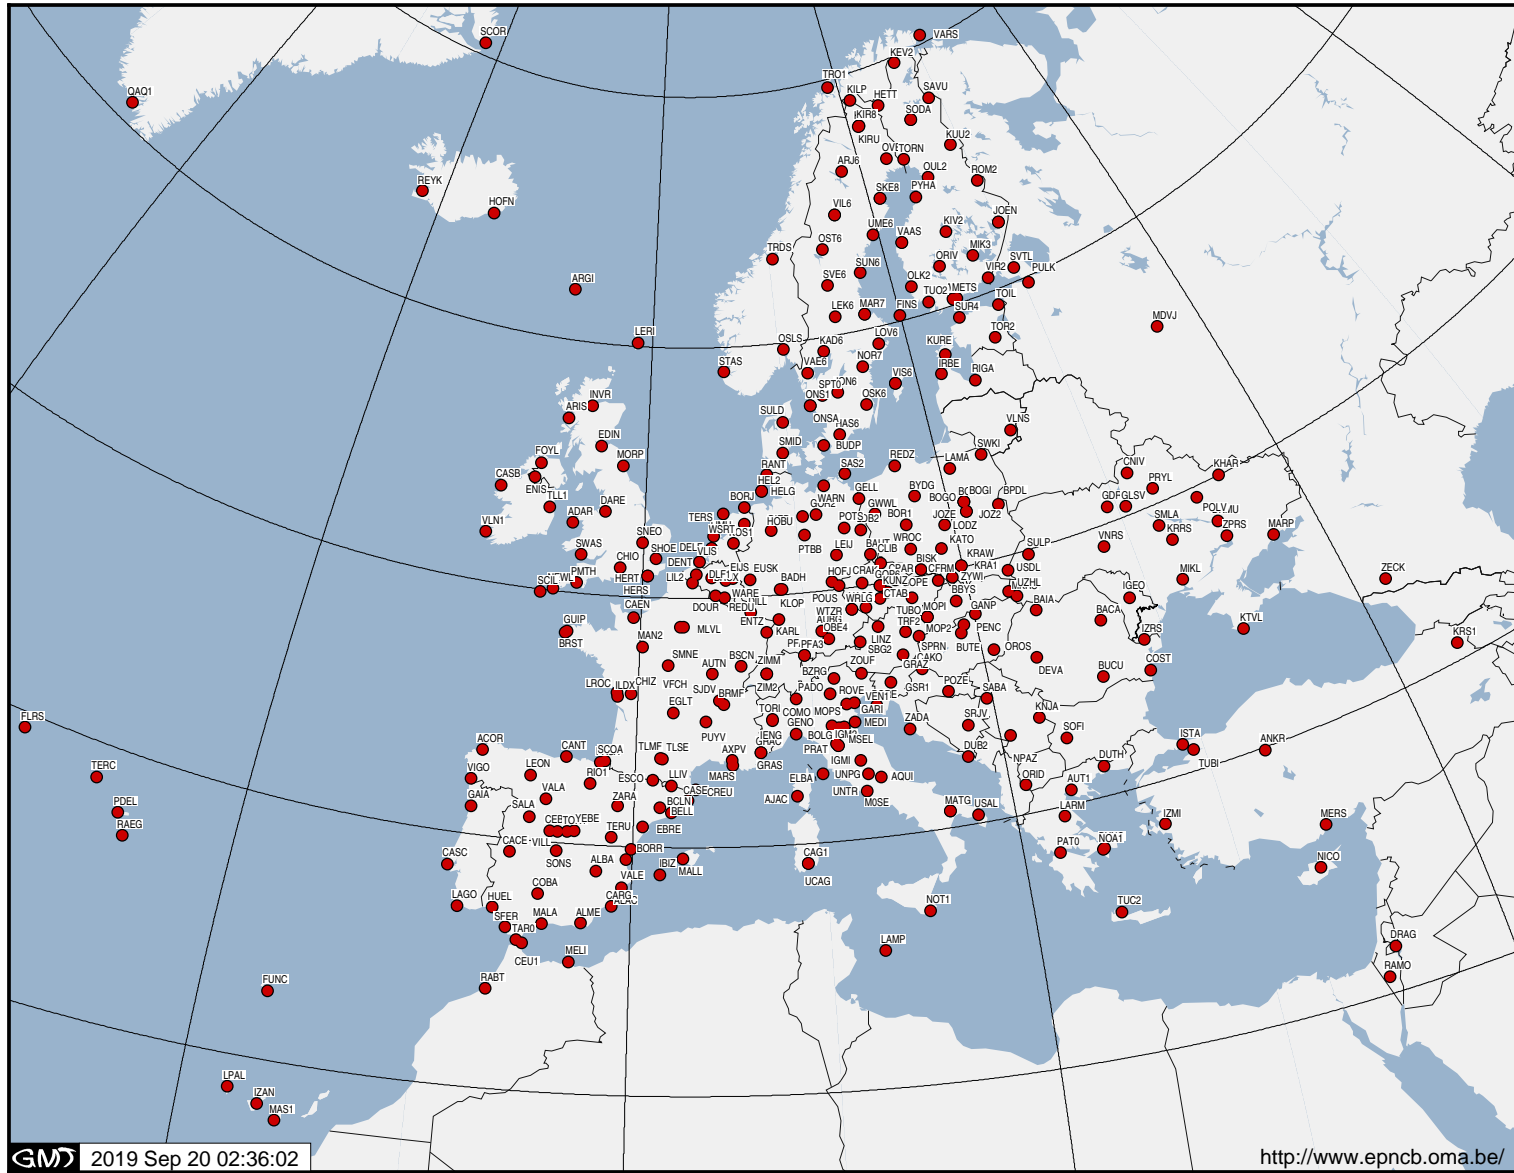 SCOR
VARS
KEV2
QAQ1
TRO1
KILP
HETT
SAVU
KIR8
SODA
KIRU
KUU2
TORN
ARJ6
OUL2
ROM2
REYK
SKE8
PYHA
HOFN
VIL6
JOEN
UME6
VAAS
KIV2
OST6
TRDS
ORIV
MIK3
SVTL
SUN6
VIR2
PULK
ARGI
SVE6
OLK2
TUO2
METS
TOIL
LEK6
MAR7
FINS
SUR4
MDVJ
LERI
TOR2
OSLS
KAD6
LOV6
KURE
STAS
VAE6
NOR7
IRBE
VIS6
RIGA
SPT0
INVR
ONS1
OSK6
ARIS
SULD
ONSA
HAS6
VLNS
EDIN
SMID
BUDP
SWKI
FOYL
MORP
RANT
SAS2
REDZ
LAMA
CNIV
PRYL
KHAR
CASB
ENIS
HEL2
HELG
WARN
GELL
BYDG
BOGI
BPDL
TLL1
DARE
BORJ
GWWL
BOGO
GLSV
POLV
ADAR
TERS
HOBU
POTS
BOR1
JOZE
JOZ2
SMLA
VLN1
SNEO
WSRT
LODZ
KRRS
ZPRS
MARP
SWAS
SHOE
VLIS
PTBB
LEIJ
WROC
KATO
SULP
VNRS
CHIO
DENT
CLIB
BISK
KRAW
PMTH
HERT
LIL2
DLF1
EIJS
EUSK
BADH
HOFJ
CFRM
KRA1
USDL
MIKL
ZECK
SCIL
HERS
WARE
KUNZ
ZYWI
MUZHL
IGEO
CAEN
DOUR
REDU
KLOP
POUS
CTAB
BBYS
BAIA
BACA
KTVL
GUIP
ENTZ
WTZR
TUBO
MOPI
GANP
MLVL
KARL
OBE4
LINZ
TRF2
PENC
IZRS
KRS1
BRST
MAN2
MOP2
BUTE
OROS
SMNE
AUTN
BSCN
ZIMM
PFA3
SBG2
SPRN
CAKO
DEVA
COST
LROC
ILDX
CHIZ
VFCH
SJDV
BRMF
ZIM2
BZRG
ZOUF
GRAZ
GSR1
BUCU
EGLT
PADO
ROVE
VEN1
POZE
SABA
FLRS
TORI
COMO
MOPS
GARI
KNJA
ACOR
PUYV
IENG
GENO
BOLG
MEDI
ZADA
SRJV
SOFI
ISTA
ANKR
CANT
SCOA
TLMF
TLSE
AXPV
GRAS
PRAT
MSEL
DUB2
TUBI
TERC
VIGO
LEON
RIO1
ESCO
LLIV
MARS
IGMI
UNPG
NPAZ
DUTH
GAIA
VALA
CREU
ELBA
AQUI
ORID
AUT1
PDEL
SALA
ZARA
BCLN
BELL
AJAC
UNTR
M0SE
MATG
USAL
LARM
IZMI
MERS
RAEG
YEBE
TERU
EBRE
CASC
CACE
VILL
SONS
ALBA
BORR
IBIZ
MALL
CAG1
UCAG
PAT0
NOA1
NICO
LAGO
HUEL
COBA
VALE
CARG
SFER
MALA
ALME
NOT1
TUC2
TAR0
CEU1
MELI
LAMP
DRAG
RAMO
FUNC
RABT
LPAL
IZAN
MAS1
GMT 2019 Sep 20 02:36:02
http://www.epncb.oma.be/